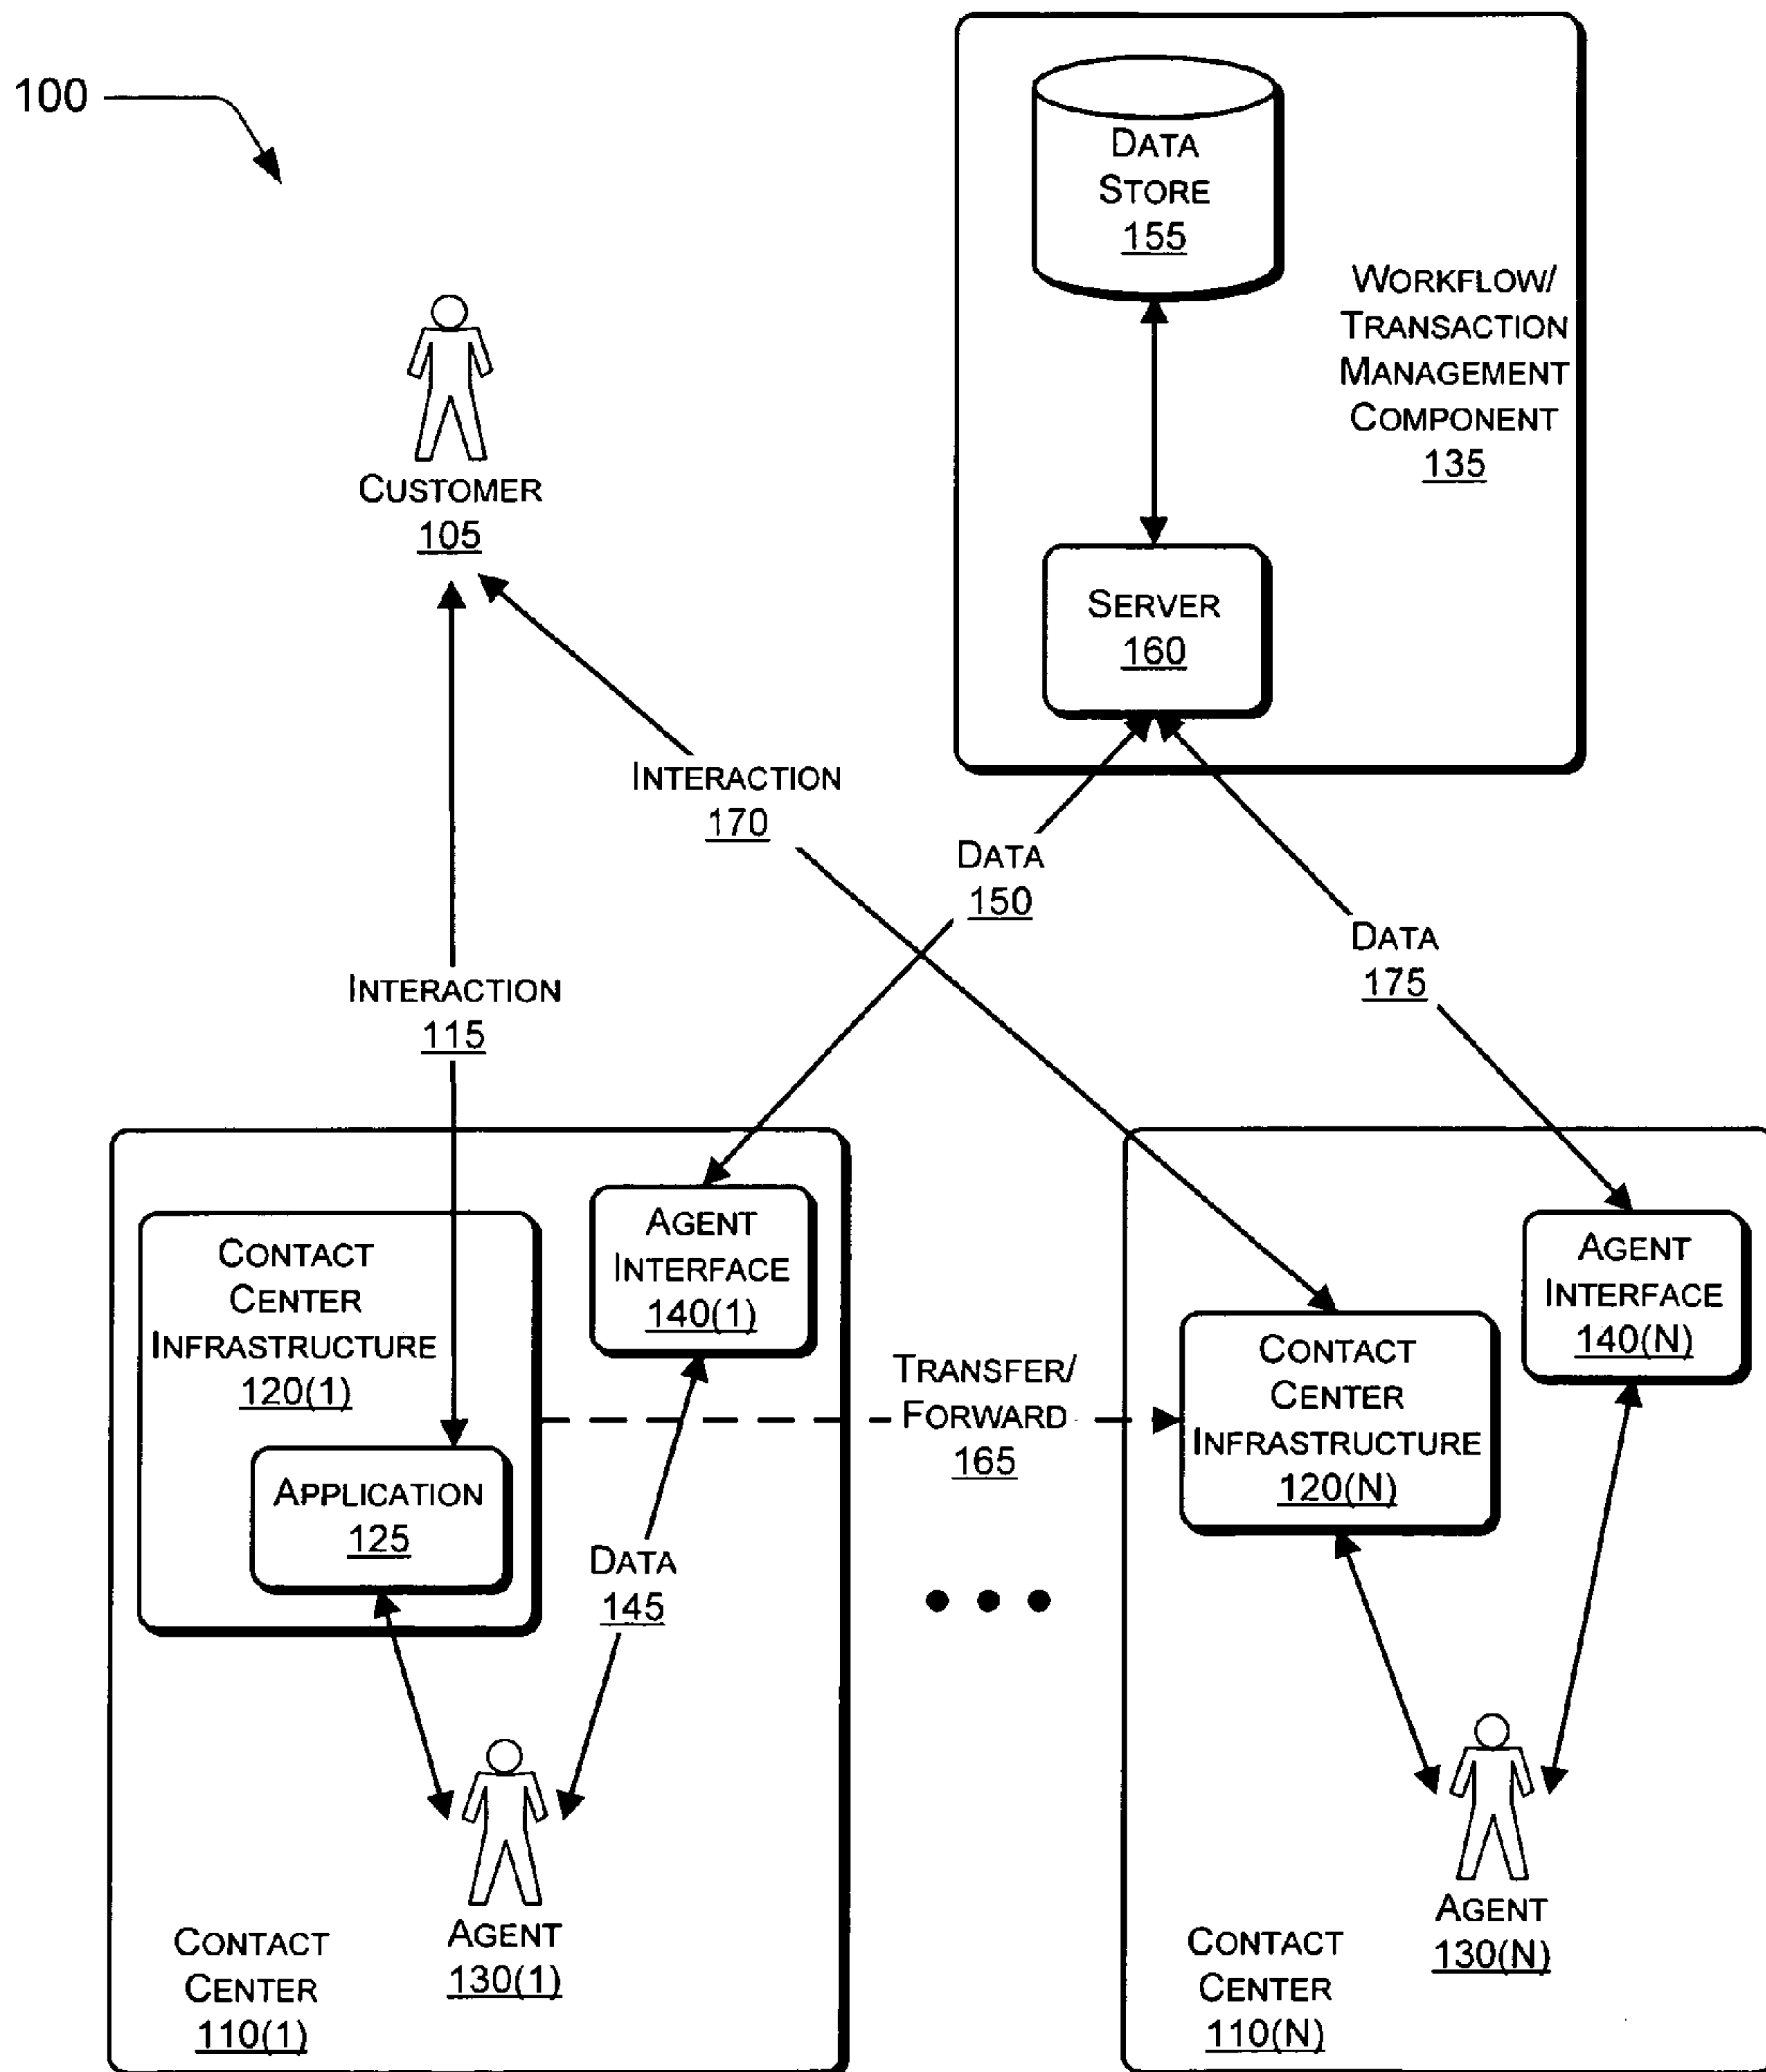 100
DATA
STORE
155
WORKFLOW/
TRANSACTION
MANAGEMENT
COMPONENT
135
CUSTOMER
105
SERVER
160
INTERACTION
170
DATA
150
DATA
175
INTERACTION
115
CONTACT
CENTER
INFRASTRUCTURE
120(1)
AGENT
INTERFACE
140(1)
APPLICATION
125
DATA
145
TRANSFER/
FORWARD
165
CONTACT
CENTER
INFRASTRUCTURE
120(N)
AGENT
INTERFACE
140(N)
AGENT
130(1)
CONTACT
CENTER
110(1)
AGENT
130(N)
CONTACT
CENTER
110(N)